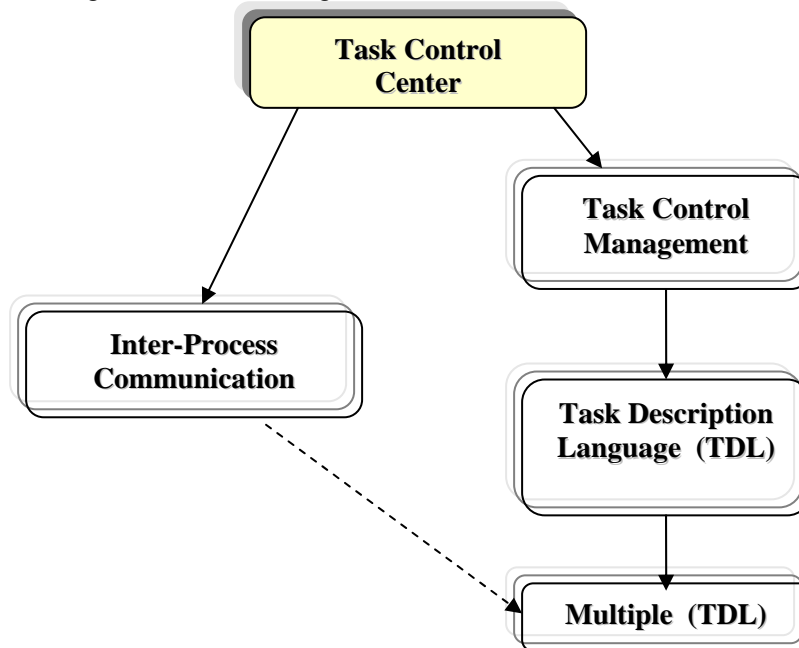 Task Control
Center
Task Control
Management
Inter-Process
Communication
Task Description
Language (TDL)
Multiple (TDL)